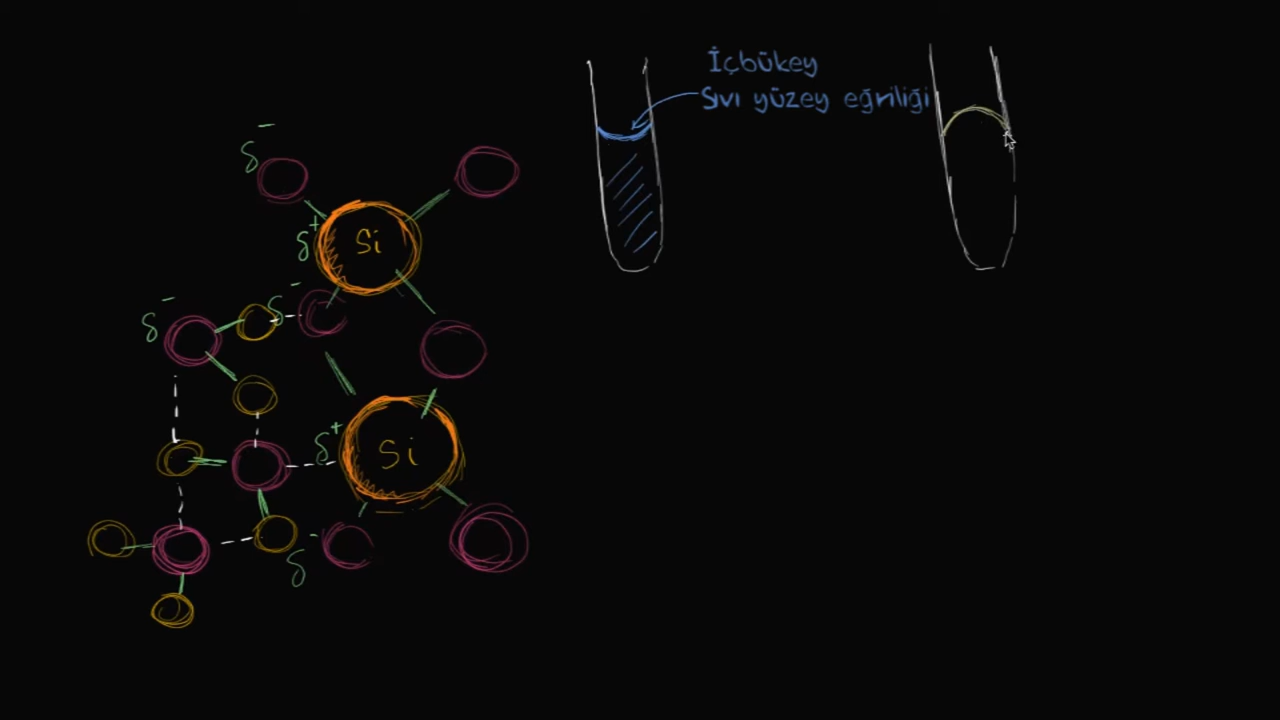 İçbükey
Sıvı yüzey eğriliği
δ⁻
Si
δ⁺
δ⁻
δ⁻
δ⁺
Si
δ⁻